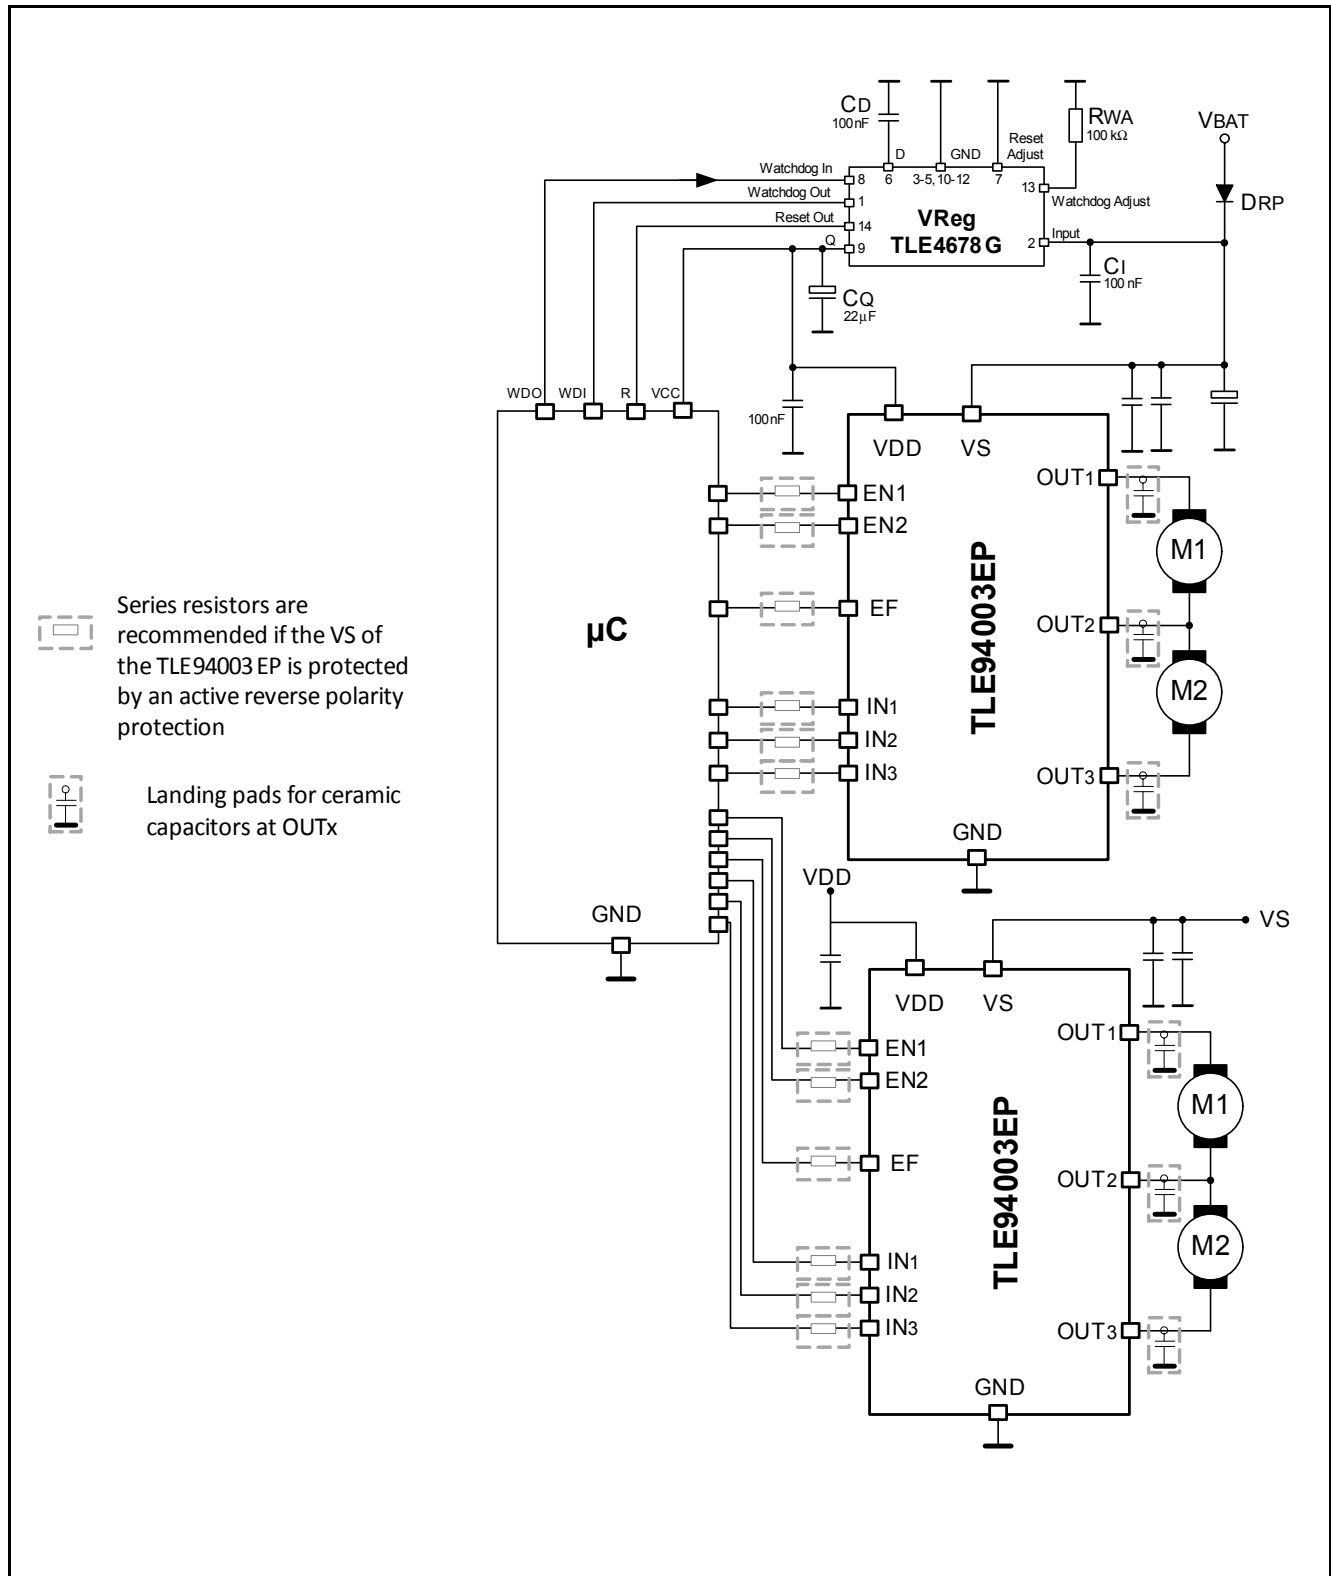 CD
100nF
RWA
100 kΩ
VBAT
DRP
D
GND
Reset
Adjust
Watchdog In
8
6
3-5, 10-12
7
13
Watchdog Adjust
Watchdog Out
1
VReg
TLE4678 G
Reset Out
14
Q
9
2
Input
CI
100 nF
CQ
22µF
WDO
WDI
R
VCC
100nF
VDD
VS
OUT1
EN1
EN2
M1
TLE94003EP
EF
OUT2
µC
M2
IN1
IN2
IN3
OUT3
GND
Series resistors are
recommended if the VS of
the TLE94003 EP is protected
by an active reverse polarity
protection
Landing pads for ceramic
capacitors at OUTx
GND
VDD
VS
VDD
VS
OUT1
EN1
EN2
M1
TLE94003EP
EF
OUT2
M2
IN1
IN2
IN3
OUT3
GND